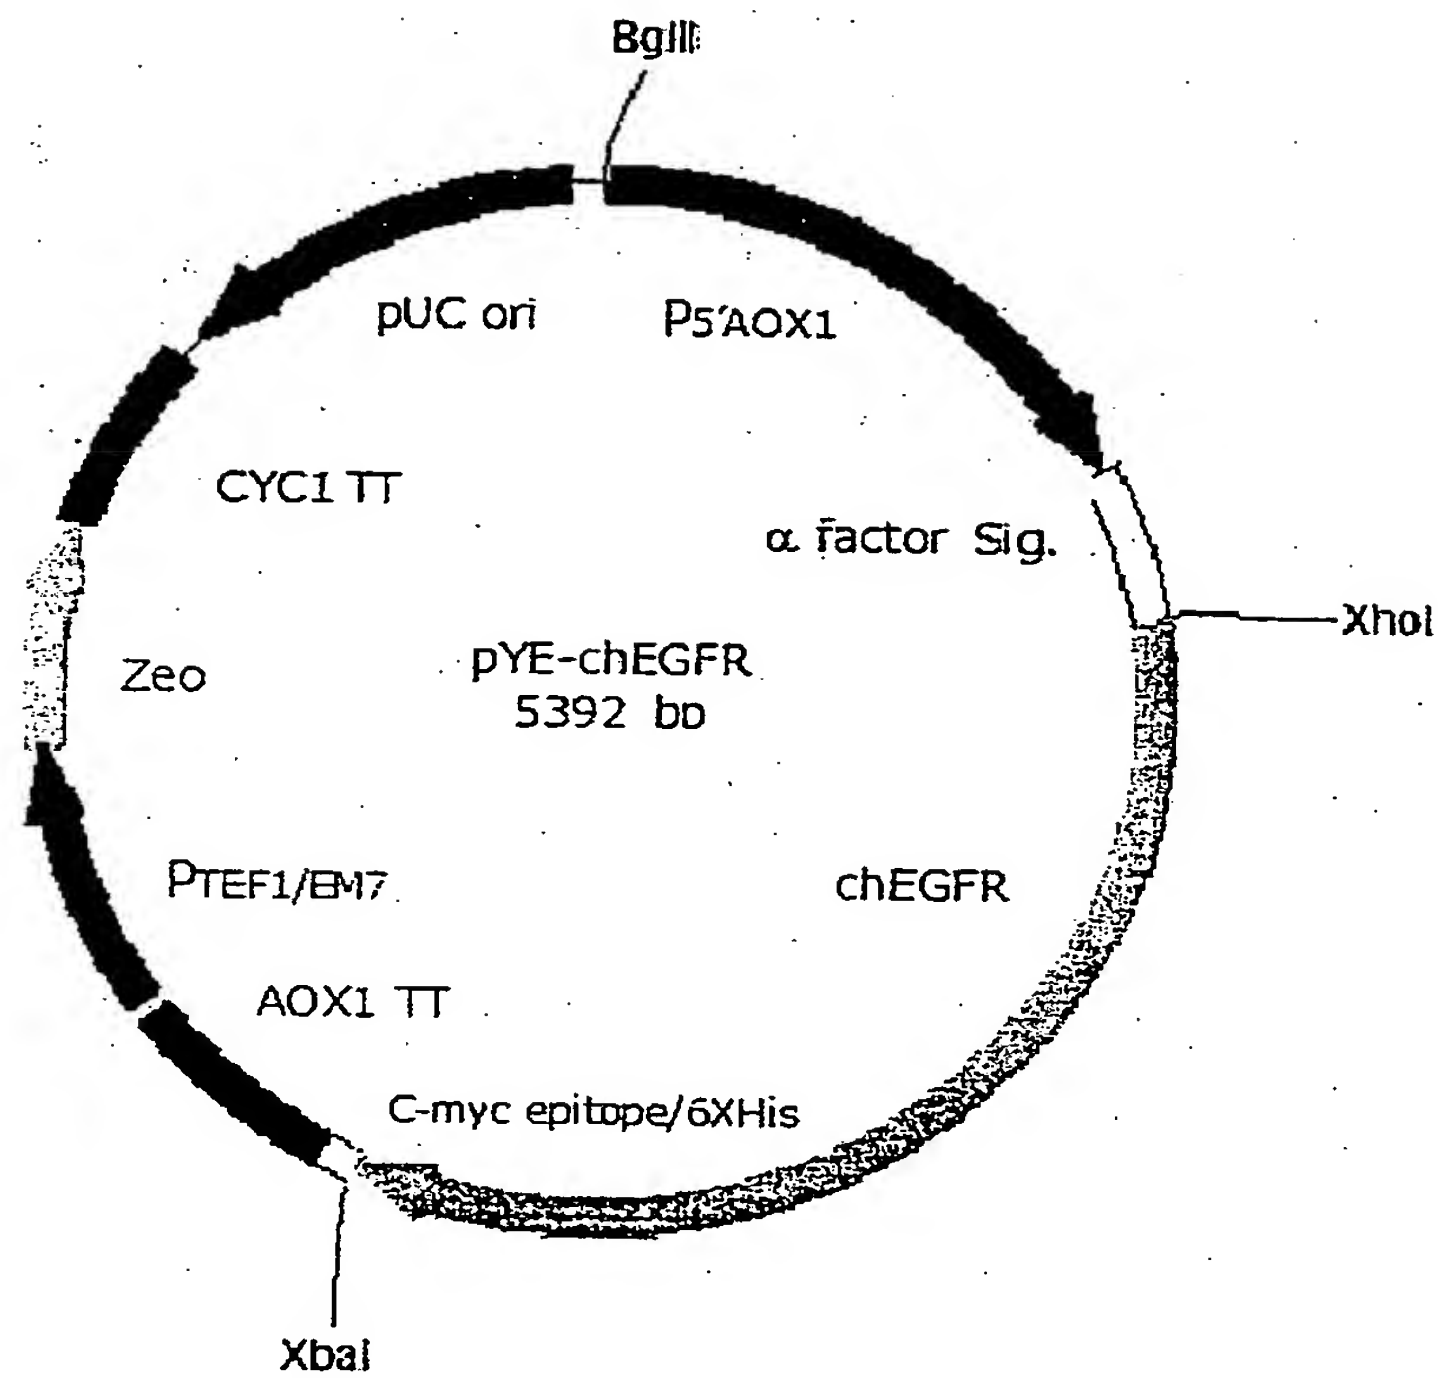 BglII
pUC ori
P5'AOX1
CYC1 TT
α factor Sig.
XhoI
Zeo
pYE-chEGFR
5392 bp
PTEF1/EM7
chEGFR
AOX1 TT
C-myc epitope/6XHis
XbaI